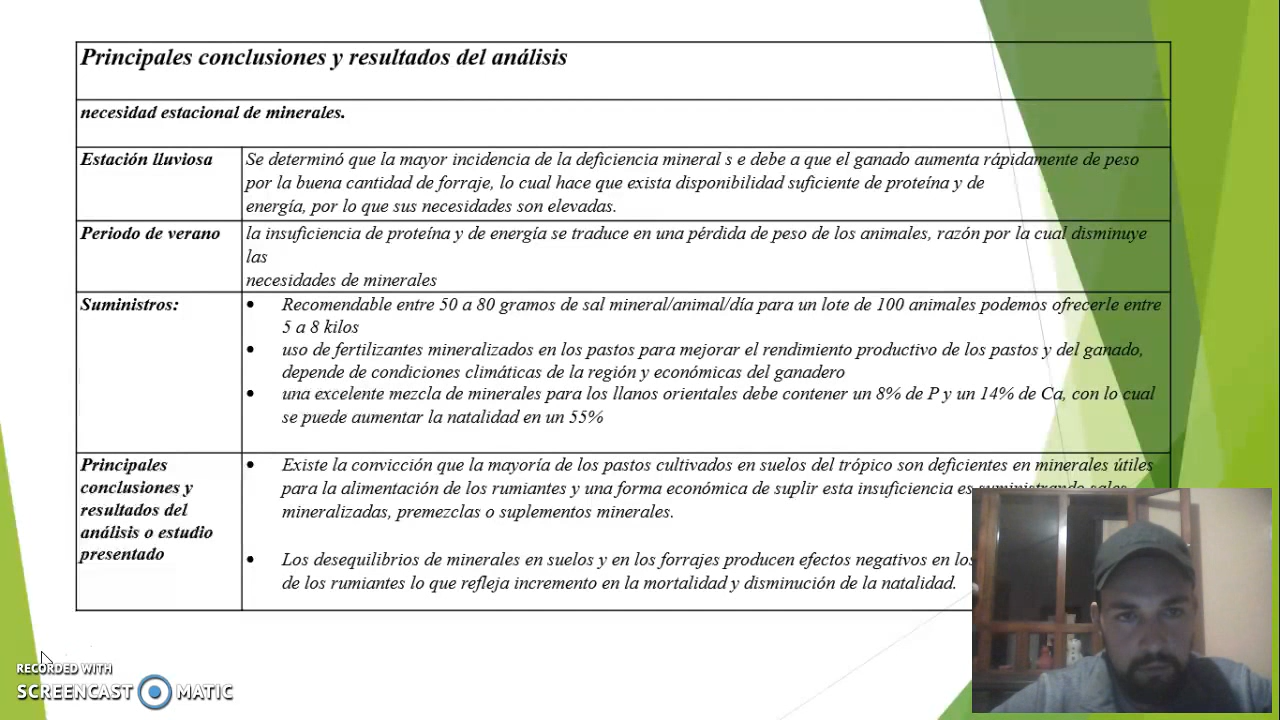 Principales conclusiones y resultados del análisis
necesidad estacional de minerales.
Estación lluviosa
Se determinó que la mayor incidencia de la deficiencia mineral s e debe a que el ganado aumenta rápidamente de peso
por la buena cantidad de forraje, lo cual hace que exista disponibilidad suficiente de proteína y de
energía, por lo que sus necesidades son elevadas.
Periodo de verano
la insuficiencia de proteína y de energía se traduce en una pérdida de peso de los animales, razón por la cual disminuye
las
necesidades de minerales
Suministros:
• Recomendable entre 50 a 80 gramos de sal mineral/animal/día para un lote de 100 animales podemos ofrecerle entre
5 a 8 kilos
• uso de fertilizantes mineralizados en los pastos para mejorar el rendimiento productivo de los pastos y del ganado,
depende de condiciones climáticas de la región y económicas del ganadero
• una excelente mezcla de minerales para los llanos orientales debe contener un 8% de P y un 14% de Ca, con lo cual
se puede aumentar la natalidad en un 55%
Principales
conclusiones y
resultados del
análisis o estudio
presentado
• Existe la convicción que la mayoría de los pastos cultivados en suelos del trópico son deficientes en minerales útiles
para la alimentación de los rumiantes y una forma económica de suplir esta insuficiencia es suministrando sales
mineralizadas, premezclas o suplementos minerales.
• Los desequilibrios de minerales en suelos y en los forrajes producen efectos negativos en los
de los rumiantes lo que refleja incremento en la mortalidad y disminución de la natalidad.
RECORDED WITH
SCREENCAST MATIC